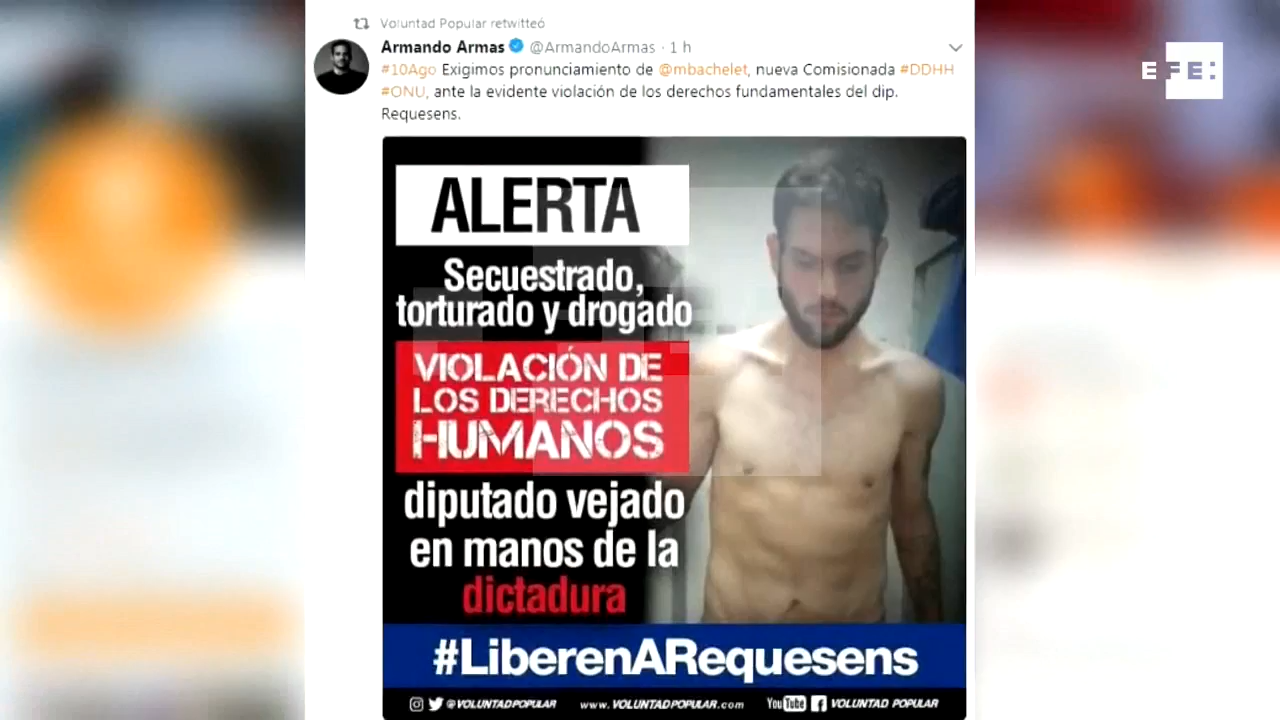 Voluntad Popular retwitteó
Armando Armas @ArmandoArmas · 1 h
EFE:
#10Ago Exigimos pronunciamiento de @mbachelet, nueva Comisionada #DDHH
#ONU, ante la evidente violación de los derechos fundamentales del dip.
Requesens.
ALERTA
Secuestrado,
torturado y drogado
VIOLACIÓN DE
LOS DERECHOS
HUMANOS
diputado vejado
en manos de la
dictadura
#LiberenARequesens
@VOLUNTADPOPULAR www.VOLUNTADPOPULAR.com YouTube VOLUNTAD POPULAR